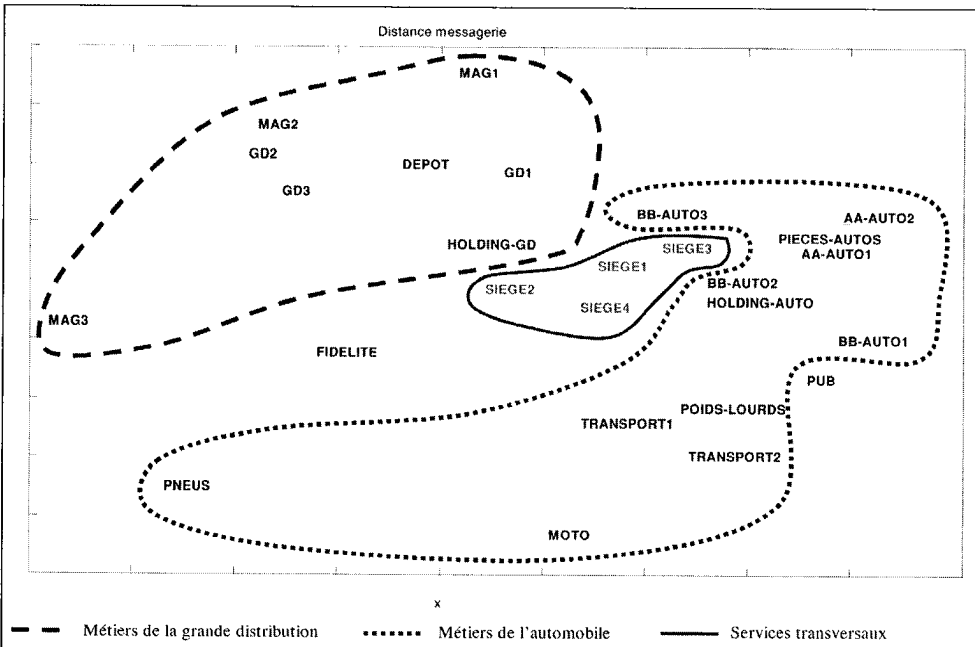 Distance messagerie
MAG1
MAG2
GD2
DEPOT
GD1
GD3
BB-AUTO3
AA-AUTO2
HOLDING-GD
PIECES-AUTOS
SIEGE3
AA-AUTO1
SIEGE1
SIEGE2
BB-AUTO2
SIEGE4
HOLDING-AUTO
MAG3
BB-AUTO1
FIDELITE
PUB
POIDS-LOURDS
TRANSPORT1
TRANSPORT2
PNEUS
MOTO
x
Métiers de la grande distribution
Métiers de l'automobile
Services transversaux